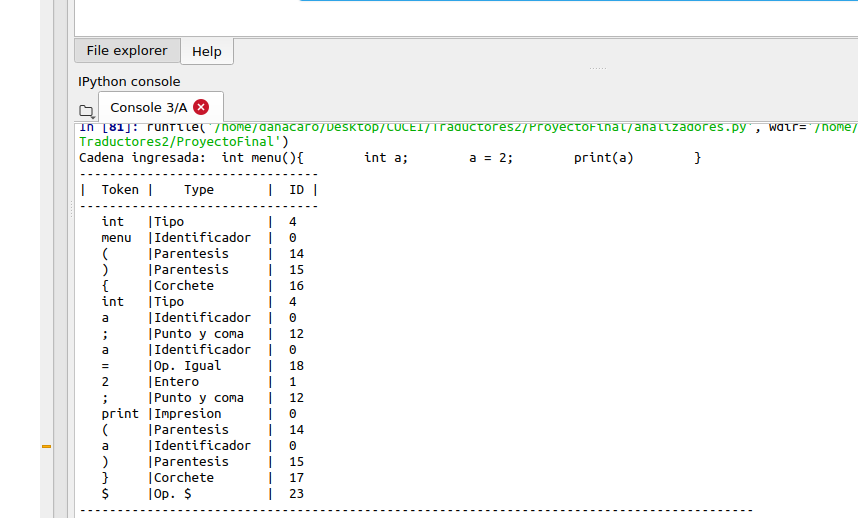 File explorer Help
IPython console
Console 3/A
In [81]: runfile('/home/danacaro/Desktop/CUCEI/Traductores2/ProyectoFinal/analizadores.py', wdir='/home/
Traductores2/ProyectoFinal')
Cadena ingresada:  int menu(){        int a;        a = 2;        print(a)        }
--------------------------------
|  Token |    Type       |  ID |
--------------------------------
int   |Tipo           |  4
menu  |Identificador  |  0
(     |Parentesis     |  14
)     |Parentesis     |  15
{     |Corchete       |  16
int   |Tipo           |  4
a     |Identificador  |  0
;     |Punto y coma   |  12
a     |Identificador  |  0
=     |Op. Igual      |  18
2     |Entero         |  1
;     |Punto y coma   |  12
print |Impresion      |  0
(     |Parentesis     |  14
a     |Identificador  |  0
)     |Parentesis     |  15
}     |Corchete       |  17
$     |Op. $          |  23
------------------------------------------------------------------------------------------